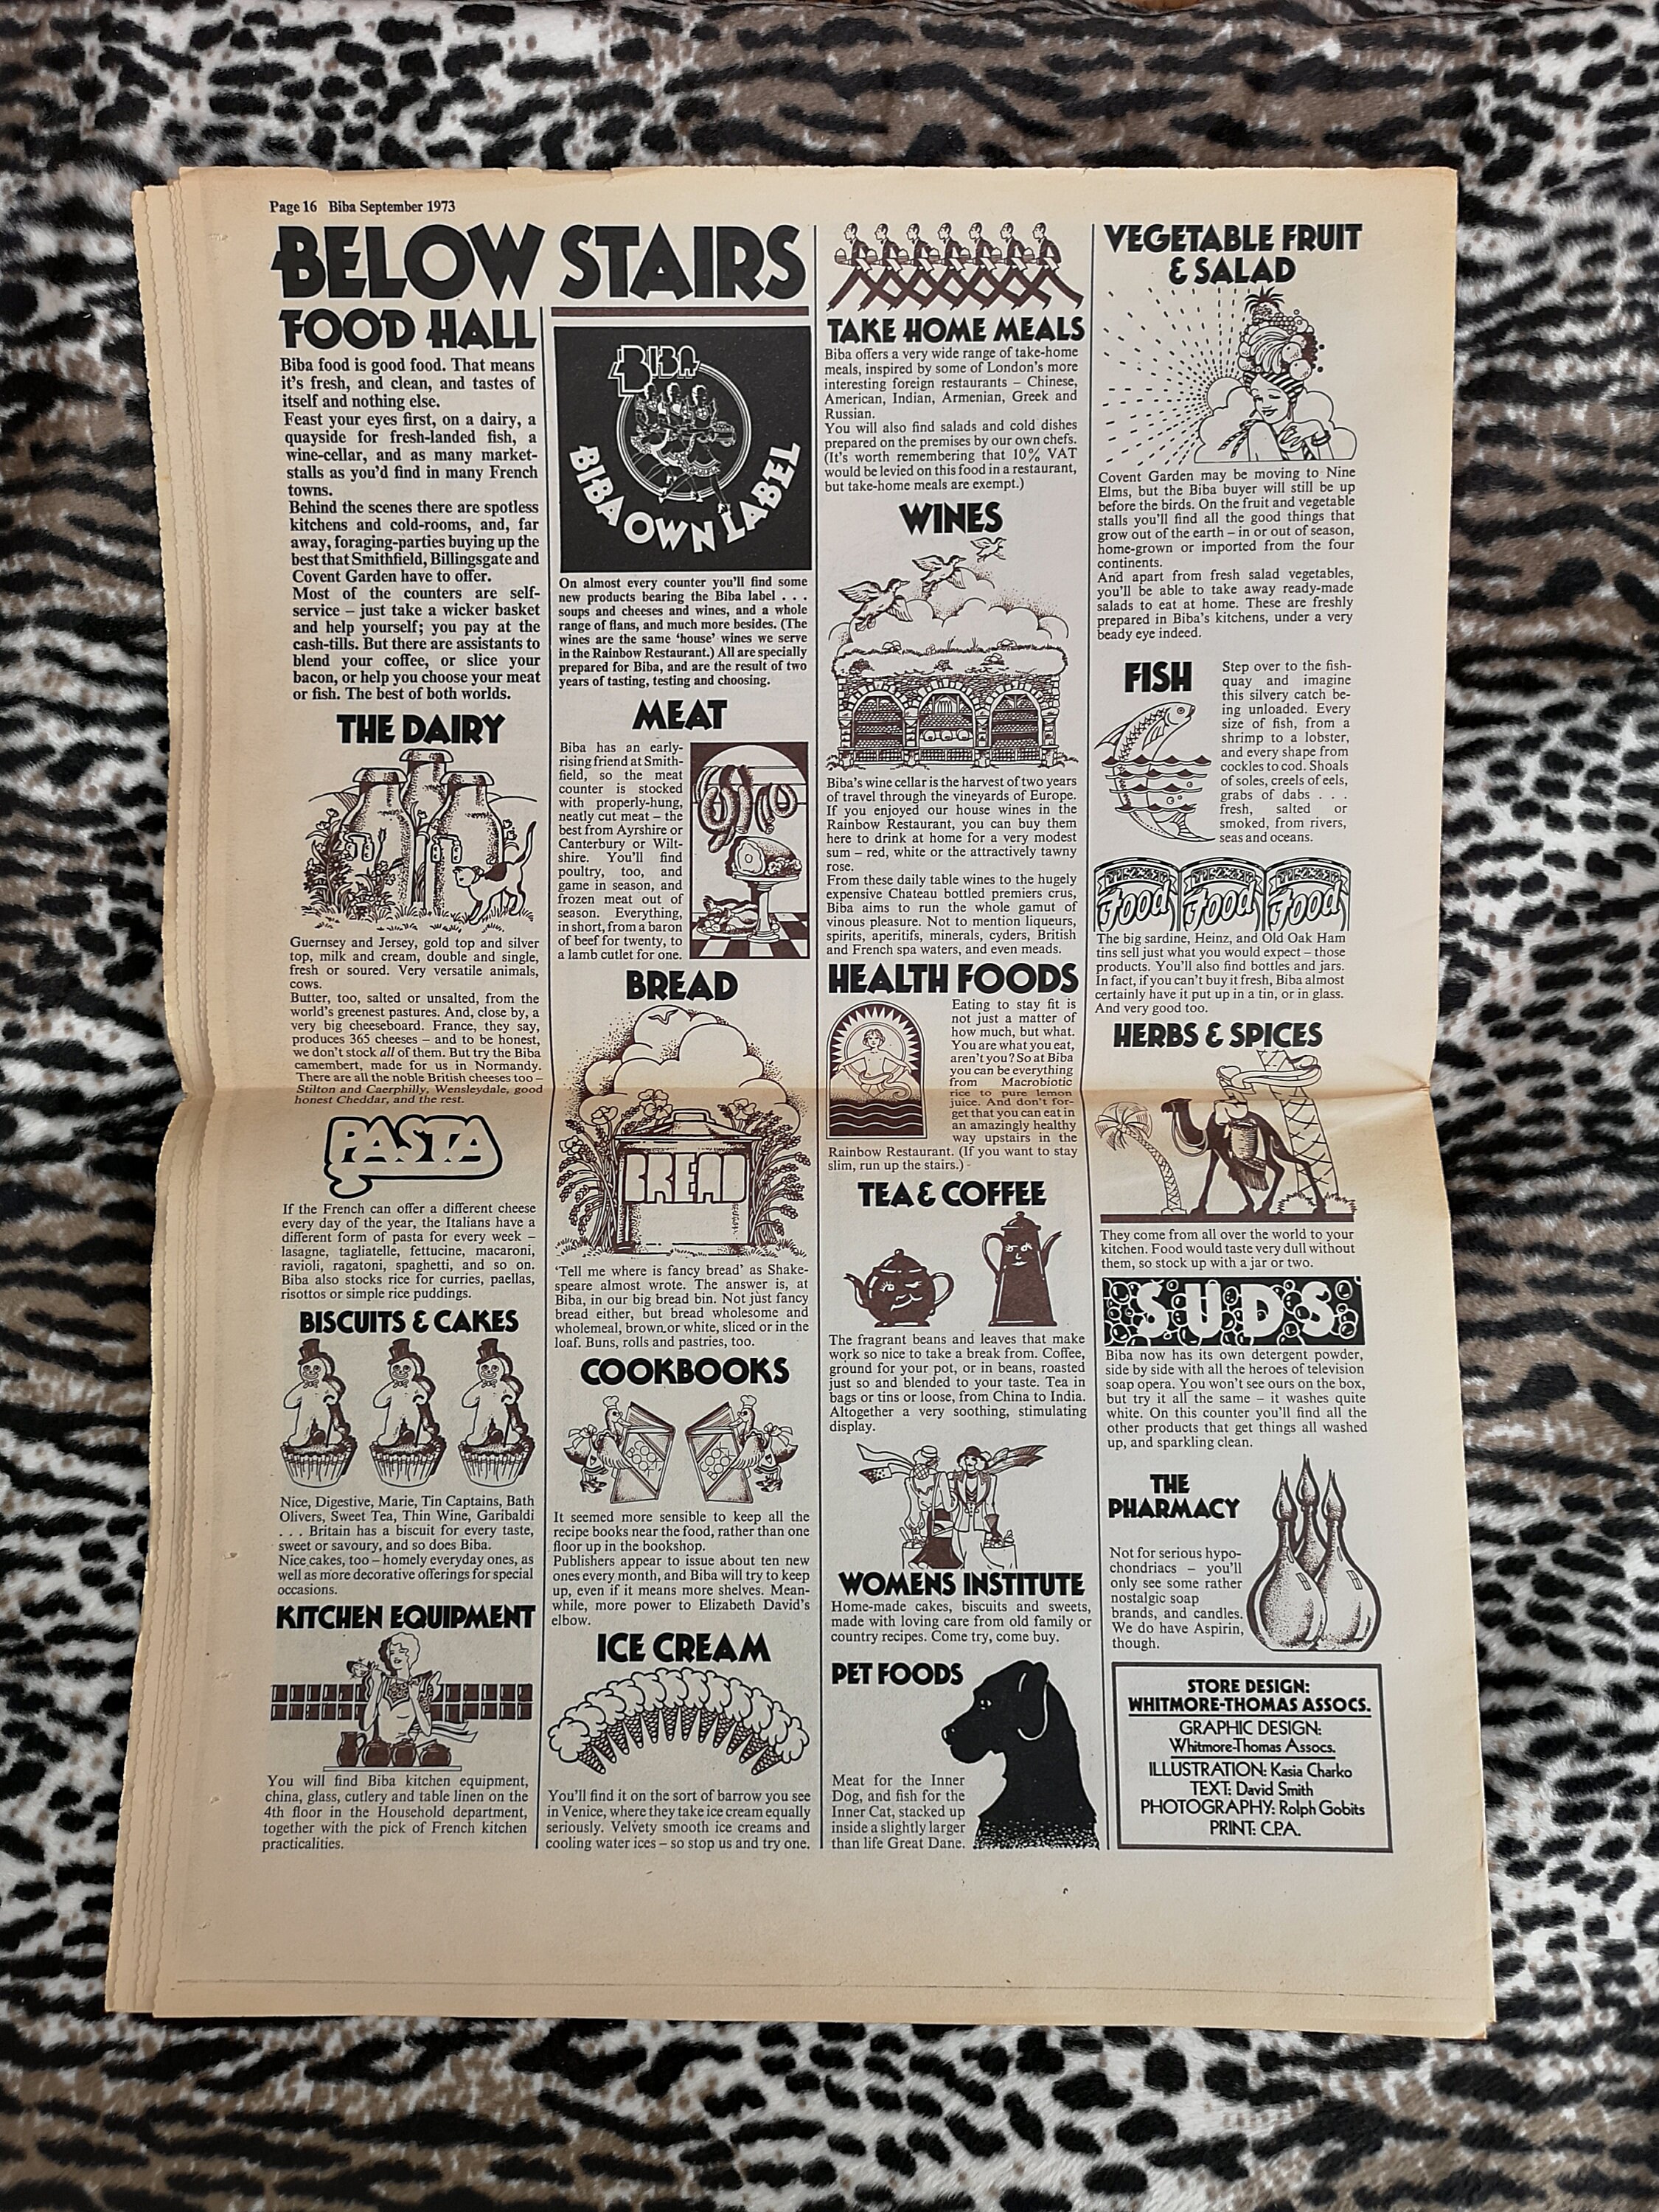 Page 16 Biba September 1973
BELOW STAIRS
FOOD HALL
Biba food is good food. That means
it's fresh, and clean, and tastes of
itself and nothing else.
Feast your eyes first, on a dairy, a
quayside for fresh-landed fish, a
wine-cellar, and as many market-
stalls as you'd find in many French
towns.
Behind the scenes there are spotless
kitchens and cold-rooms, and, far
away, foraging-parties buying up the
best that Smithfield, Billingsgate and
Covent Garden have to offer.
Most of the counters are self-
service – just take a wicker basket
and help yourself; you pay at the
cash-tills. But there are assistants to
blend your coffee, or slice your
bacon, or help you choose your meat
or fish. The best of both worlds.
THE DAIRY
Guernsey and Jersey, gold top and silver
top, milk and cream, double and single,
fresh or soured. Very versatile animals,
cows.
Butter, too, salted or unsalted, from the
world's greenest pastures. And, close by, a
very big cheeseboard. France, they say,
produces 365 cheeses – and to be honest,
we don't stock all of them. But try the Biba
camembert, made for us in Normandy.
There are all the noble British cheeses too –
Stilton and Caerphilly, Wensleydale, good
honest Cheddar, and the rest.
PASTA
If the French can offer a different cheese
every day of the year, the Italians have a
different form of pasta for every week –
lasagne, tagliatelle, fettucine, macaroni,
ravioli, ragatoni, spaghetti, and so on.
Biba also stocks rice for curries, paellas,
risottos or simple rice puddings.
BISCUITS & CAKES
Nice, Digestive, Marie, Tin Captains, Bath
Olivers, Sweet Tea, Thin Wine, Garibaldi
. . . Britain has a biscuit for every taste,
sweet or savoury, and so does Biba.
Nice cakes, too – homely everyday ones, as
well as more decorative offerings for special
occasions.
KITCHEN EQUIPMENT
You will find Biba kitchen equipment,
china, glass, cutlery and table linen on the
4th floor in the Household department,
together with the pick of French kitchen
practicalities.
BIBA
BIBA OWN LABEL
On almost every counter you'll find some
new products bearing the Biba label . . .
soups and cheeses and wines, and a whole
range of flans, and much more besides. (The
wines are the same 'house' wines we serve
in the Rainbow Restaurant.) All are specially
prepared for Biba, and are the result of two
years of tasting, testing and choosing.
MEAT
Biba has an early-
rising friend at Smith-
field, so the meat
counter is stocked
with properly-hung,
neatly cut meat – the
best from Ayrshire or
Canterbury or Wilt-
shire. You'll find
poultry, too, and
game in season, and
frozen meat out of
season. Everything,
in short, from a baron
of beef for twenty, to
a lamb cutlet for one.
BREAD
BREAD
'Tell me where is fancy bread' as Shake-
speare almost wrote. The answer is, at
Biba, in our big bread bin. Not just fancy
bread either, but bread wholesome and
wholemeal, brown or white, sliced or in the
loaf. Buns, rolls and pastries, too.
COOKBOOKS
It seemed more sensible to keep all the
recipe books near the food, rather than one
floor up in the bookshop.
Publishers appear to issue about ten new
ones every month, and Biba will try to keep
up, even if it means more shelves. Mean-
while, more power to Elizabeth David's
elbow.
ICE CREAM
You'll find it on the sort of barrow you see
in Venice, where they take ice cream equally
seriously. Velvety smooth ice creams and
cooling water ices – so stop us and try one.
TAKE HOME MEALS
Biba offers a very wide range of take-home
meals, inspired by some of London's more
interesting foreign restaurants – Chinese,
American, Indian, Armenian, Greek and
Russian.
You will also find salads and cold dishes
prepared on the premises by our own chefs.
(It's worth remembering that 10% VAT
would be levied on this food in a restaurant,
but take-home meals are exempt.)
WINES
Biba's wine cellar is the harvest of two years
of travel through the vineyards of Europe.
If you enjoyed our house wines in the
Rainbow Restaurant, you can buy them
here to drink at home for a very modest
sum – red, white or the attractively tawny
rose.
From these daily table wines to the hugely
expensive Chateau bottled premiers crus,
Biba aims to run the whole gamut of
vinous pleasure. Not to mention liqueurs,
spirits, aperitifs, minerals, cyders, British
and French spa waters, and even meads.
HEALTH FOODS
Eating to stay fit is
not just a matter of
how much, but what.
You are what you eat,
aren't you? So at Biba
you can be everything
from Macrobiotic
rice to pure lemon
juice. And don't for-
get that you can eat in
an amazingly healthy
way upstairs in the
Rainbow Restaurant. (If you want to stay
slim, run up the stairs.)
TEA & COFFEE
The fragrant beans and leaves that make
work so nice to take a break from. Coffee,
ground for your pot, or in beans, roasted
just so and blended to your taste. Tea in
bags or tins or loose, from China to India.
Altogether a very soothing, stimulating
display.
WOMENS INSTITUTE
Home-made cakes, biscuits and sweets,
made with loving care from old family or
country recipes. Come try, come buy.
PET FOODS
Meat for the Inner
Dog, and fish for the
Inner Cat, stacked up
inside a slightly larger
than life Great Dane.
VEGETABLE FRUIT
& SALAD
Covent Garden may be moving to Nine
Elms, but the Biba buyer will still be up
before the birds. On the fruit and vegetable
stalls you'll find all the good things that
grow out of the earth – in or out of season,
home-grown or imported from the four
continents.
And apart from fresh salad vegetables,
you'll be able to take away ready-made
salads to eat at home. These are freshly
prepared in Biba's kitchens, under a very
beady eye indeed.
FISH
Step over to the fish-
quay and imagine
this silvery catch be-
ing unloaded. Every
size of fish, from a
shrimp to a lobster,
and every shape from
cockles to cod. Shoals
of soles, creels of eels,
grabs of dabs . . .
fresh, salted or
smoked, from rivers,
seas and oceans.
Food Food Food
The big sardine, Heinz, and Old Oak Ham
tins sell just what you would expect – those
products. You'll also find bottles and jars.
In fact, if you can't buy it fresh, Biba almost
certainly have it put up in a tin, or in glass.
And very good too.
HERBS & SPICES
They come from all over the world to your
kitchen. Food would taste very dull without
them, so stock up with a jar or two.
SUDS
Biba now has its own detergent powder,
side by side with all the heroes of television
soap opera. You won't see ours on the box,
but try it all the same – it washes quite
white. On this counter you'll find all the
other products that get things all washed
up, and sparkling clean.
THE
PHARMACY
Not for serious hypo-
chondriacs – you'll
only see some rather
nostalgic soap
brands, and candles.
We do have Aspirin,
though.
STORE DESIGN:
WHITMORE-THOMAS ASSOCS.
GRAPHIC DESIGN:
Whitmore-Thomas Assocs.
ILLUSTRATION: Kasia Charko
TEXT: David Smith
PHOTOGRAPHY: Rolph Gobits
PRINT: C.P.A.